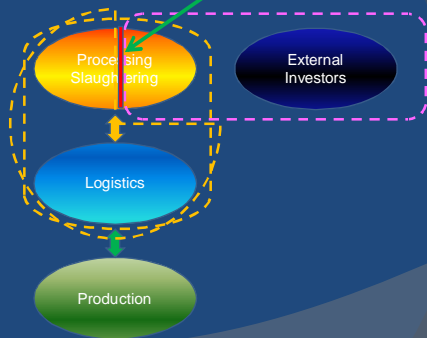 Processing
Slaughtering
External
Investors
Logistics
Production